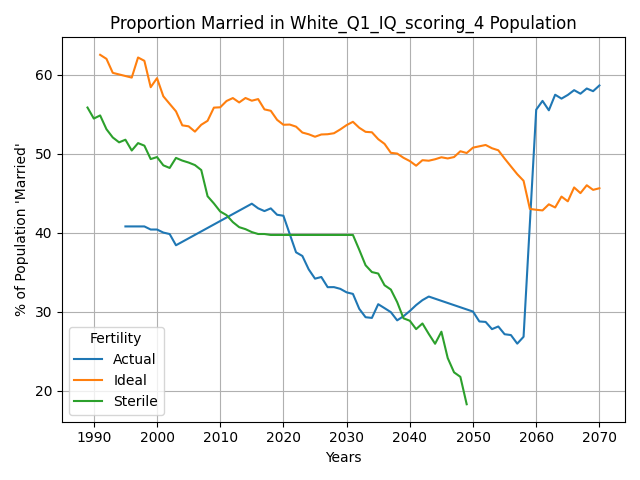 Proportion Married in White_Q1_IQ_scoring_4 Population
% of Population 'Married'
60
50
40
30
20
Fertility
Actual
Ideal
Sterile
1990 2000 2010 2020 2030 2040 2050 2060 2070
Years